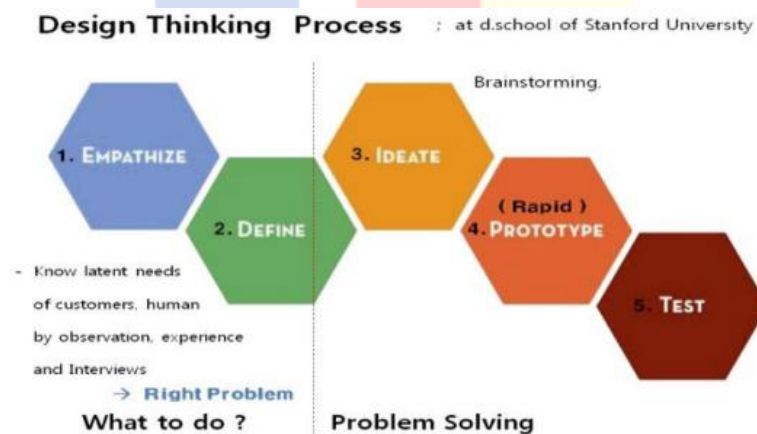 Design Thinking Process : at d.school of Stanford University
Brainstorming,
1. EMPATHIZE
2. DEFINE
3. IDEATE
( Rapid )
4. PROTOTYPE
5. TEST
- Know latent needs
of customers, human
by observation, experience
and Interviews
→ Right Problem
What to do ?
Problem Solving